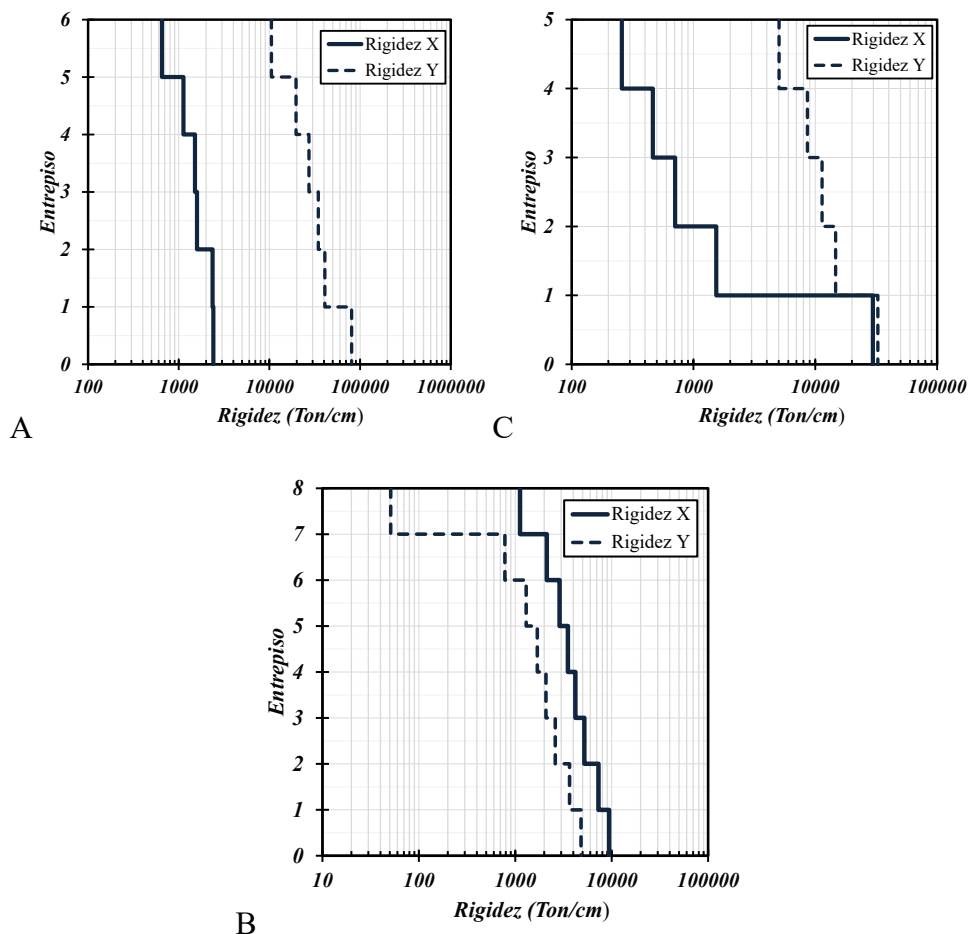 6
5
4
3
2
1
0
Entrepiso
Rigidez X
Rigidez Y
100 1000 10000 100000 1000000
Rigidez (Ton/cm)
A
5
4
3
2
1
0
Entrepiso
Rigidez X
Rigidez Y
100 1000 10000 100000
Rigidez (Ton/cm)
C
8
7
6
5
4
3
2
1
0
Entrepiso
Rigidez X
Rigidez Y
10 100 1000 10000 100000
Rigidez (Ton/cm)
B